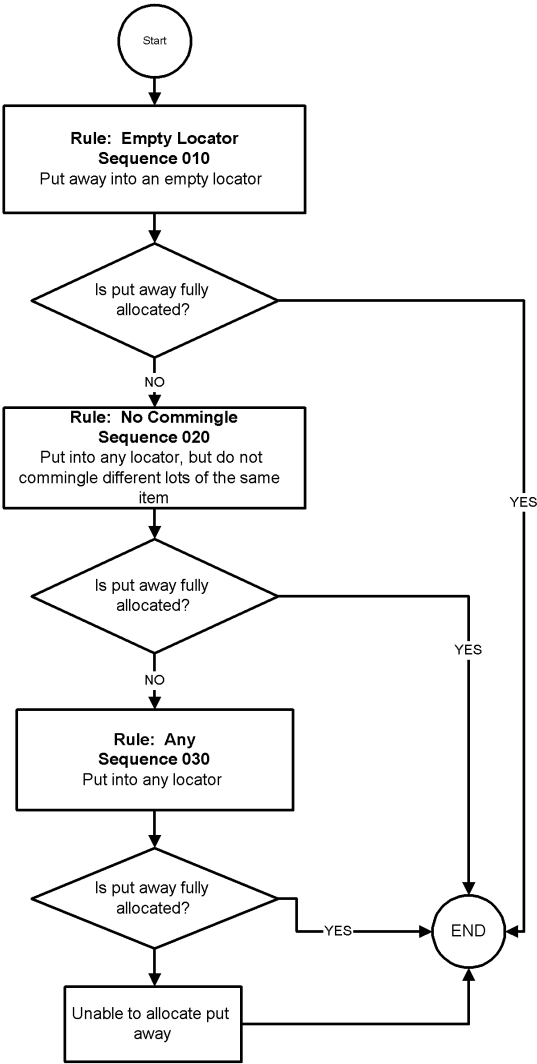 Start
Rule: Empty Locator
Sequence 010
Put away into an empty locator
Is put away fully
allocated?
NO
Rule: No Commingle
Sequence 020
Put into any locator, but do not
commingle different lots of the same
item
YES
Is put away fully
allocated?
YES
NO
Rule: Any
Sequence 030
Put into any locator
Is put away fully
allocated?
YES
END
Unable to allocate put
away